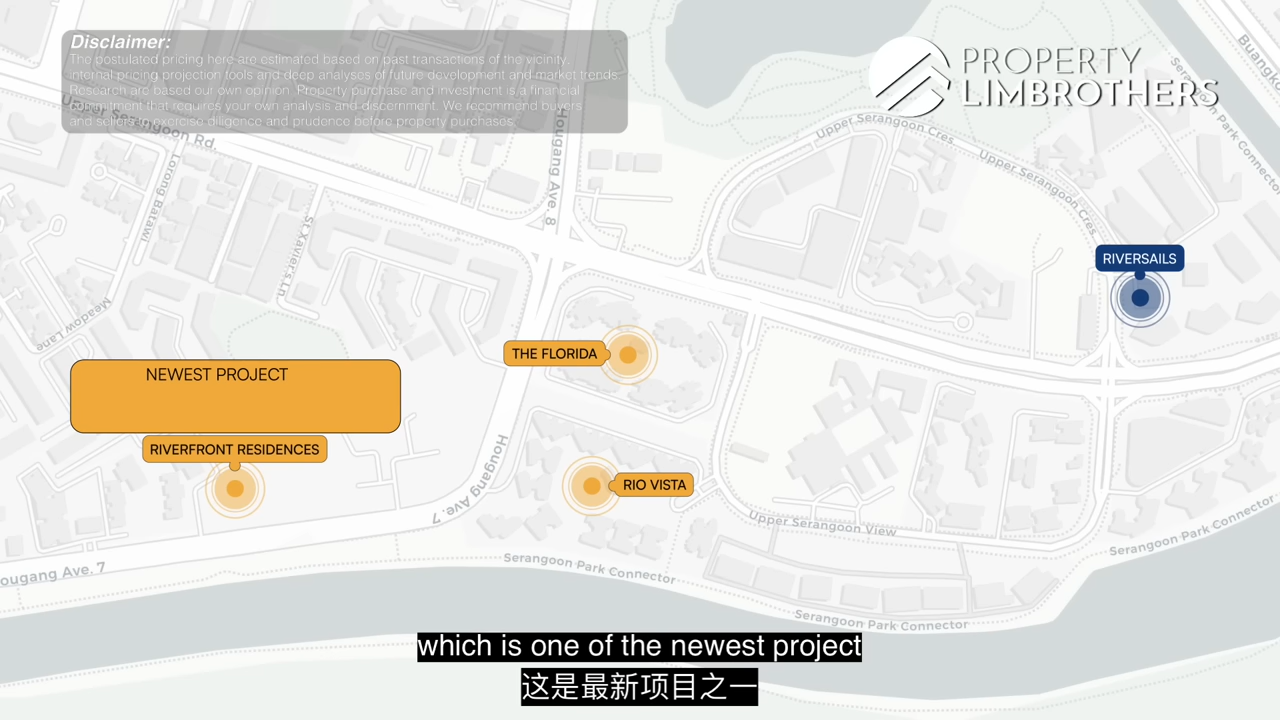 Disclaimer:
The postulated pricing here are estimated based on past transactions of the vicinity,
internal pricing projection tools and deep analyses of future development and market trends.
Research are based our own opinion. Property purchase and investment is a financial
commitment that requires your own analysis and discernment. We recommend buyers
and sellers to exercise diligence and prudence before property purchases.
PROPERTY
LIMBROTHERS
Buang
Upper Serangoon Rd.
Hougang Ave. 8
Upper Serangoon Cres.
Upper Serangoon Cres.
Serangoon Park Connector
Lorong Batawi
St Xavier's Ln
Meadow Lane
RIVERSAILS
THE FLORIDA
NEWEST PROJECT
RIVERFRONT RESIDENCES
RIO VISTA
Hougang Ave. 7
Upper Serangoon View
ougang Ave. 7
Serangoon Park Connector
Serangoon Park Connector
Serangoon Park Connector
which is one of the newest project
这是最新项目之一